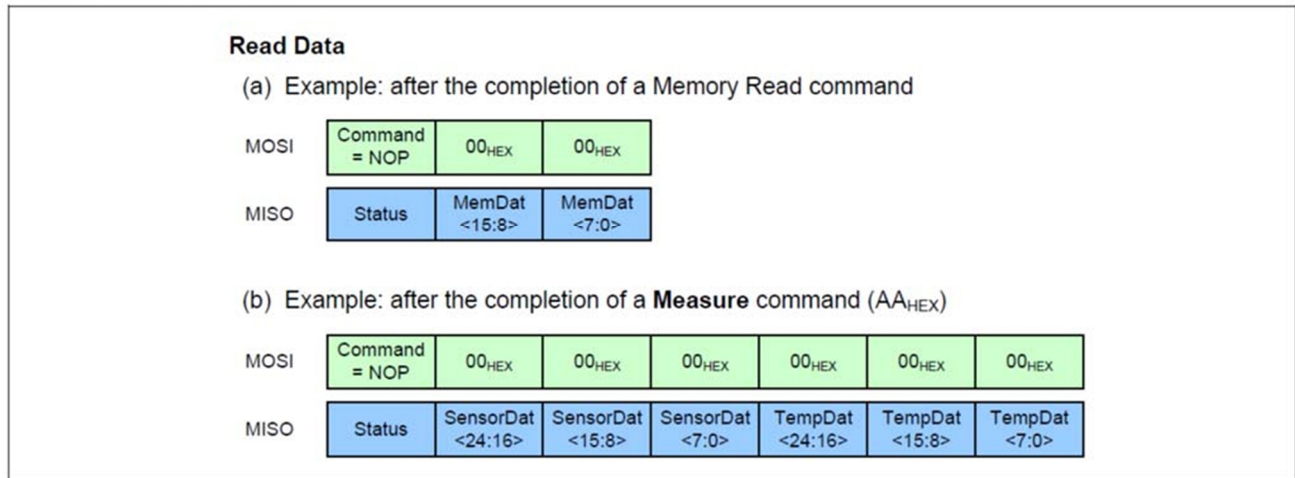 Read Data
(a) Example: after the completion of a Memory Read command
MOSI Command = NOP 00HEX 00HEX
MISO Status MemDat <15:8> MemDat <7:0>
(b) Example: after the completion of a Measure command (AAHEX)
MOSI Command = NOP 00HEX 00HEX 00HEX 00HEX 00HEX 00HEX
MISO Status SensorDat <24:16> SensorDat <15:8> SensorDat <7:0> TempDat <24:16> TempDat <15:8> TempDat <7:0>